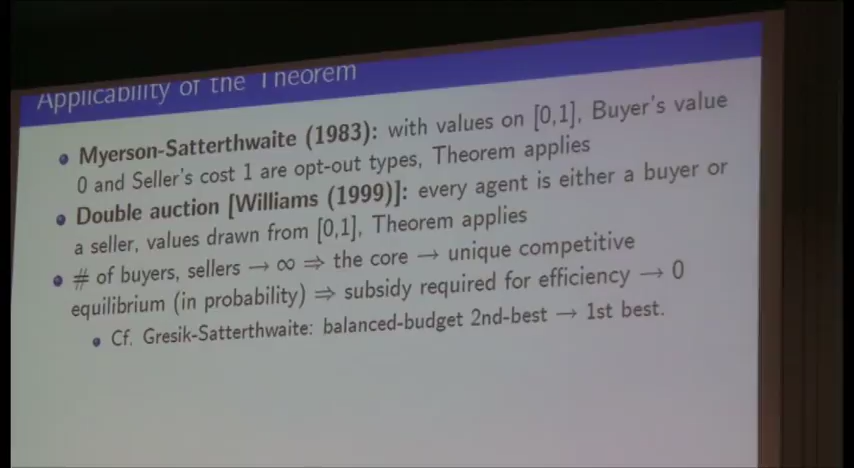 Applicability of the Theorem
• Myerson-Satterthwaite (1983): with values on [0,1], Buyer's value
0 and Seller's cost 1 are opt-out types, Theorem applies
• Double auction [Williams (1999)]: every agent is either a buyer or
a seller, values drawn from [0,1], Theorem applies
• # of buyers, sellers → ∞ ⇒ the core → unique competitive
equilibrium (in probability) ⇒ subsidy required for efficiency → 0
• Cf. Gresik-Satterthwaite: balanced-budget 2nd-best → 1st best.